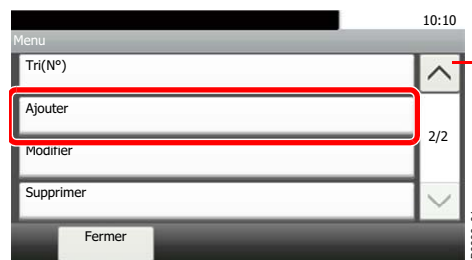 10:10
Menu
Tri(N°)
Ajouter
2/2
Modifier
Supprimer
Fermer